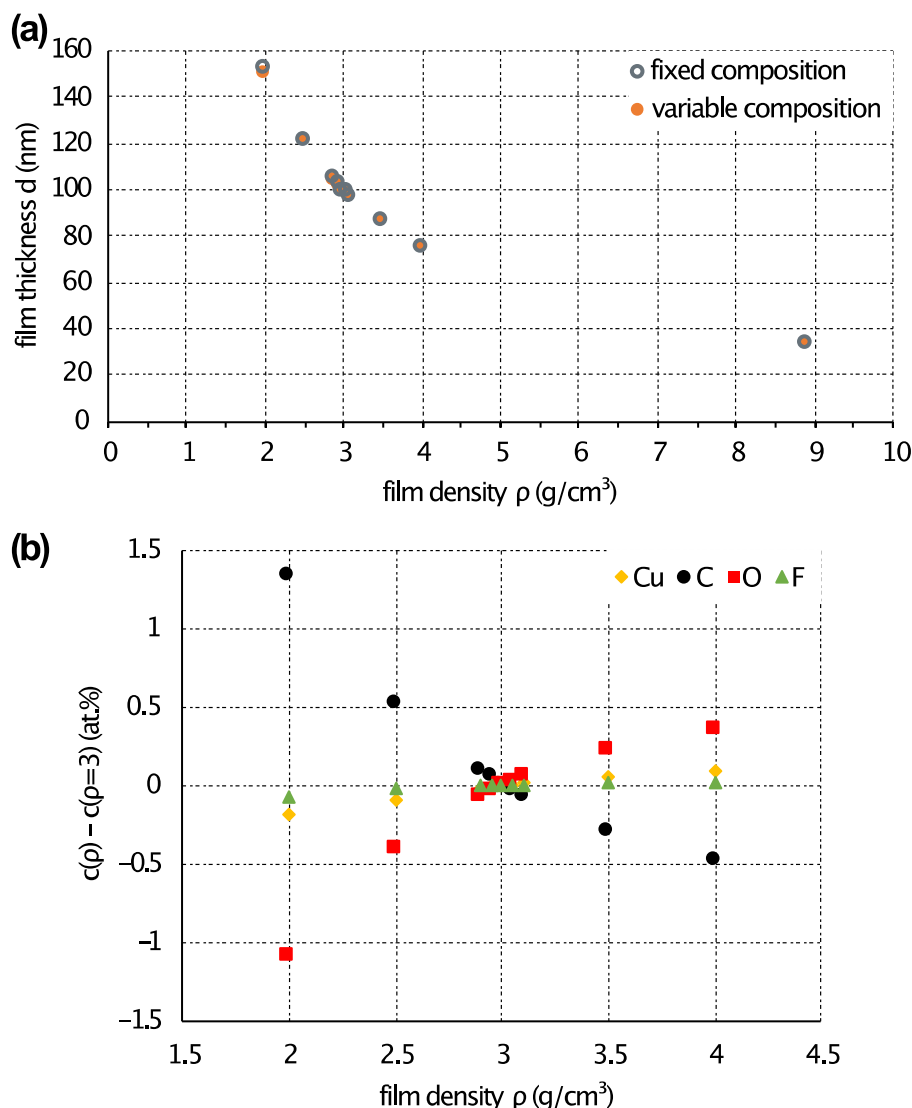 (a)
film thickness d (nm)
160
140
120
100
80
60
40
20
0
fixed composition
variable composition
0 1 2 3 4 5 6 7 8 9 10
film density ρ (g/cm³)
(b)
c(ρ) – c(ρ=3) (at.%)
1.5
1
0.5
0
–0.5
–1
–1.5
Cu C O F
1.5 2 2.5 3 3.5 4 4.5
film density ρ (g/cm³)